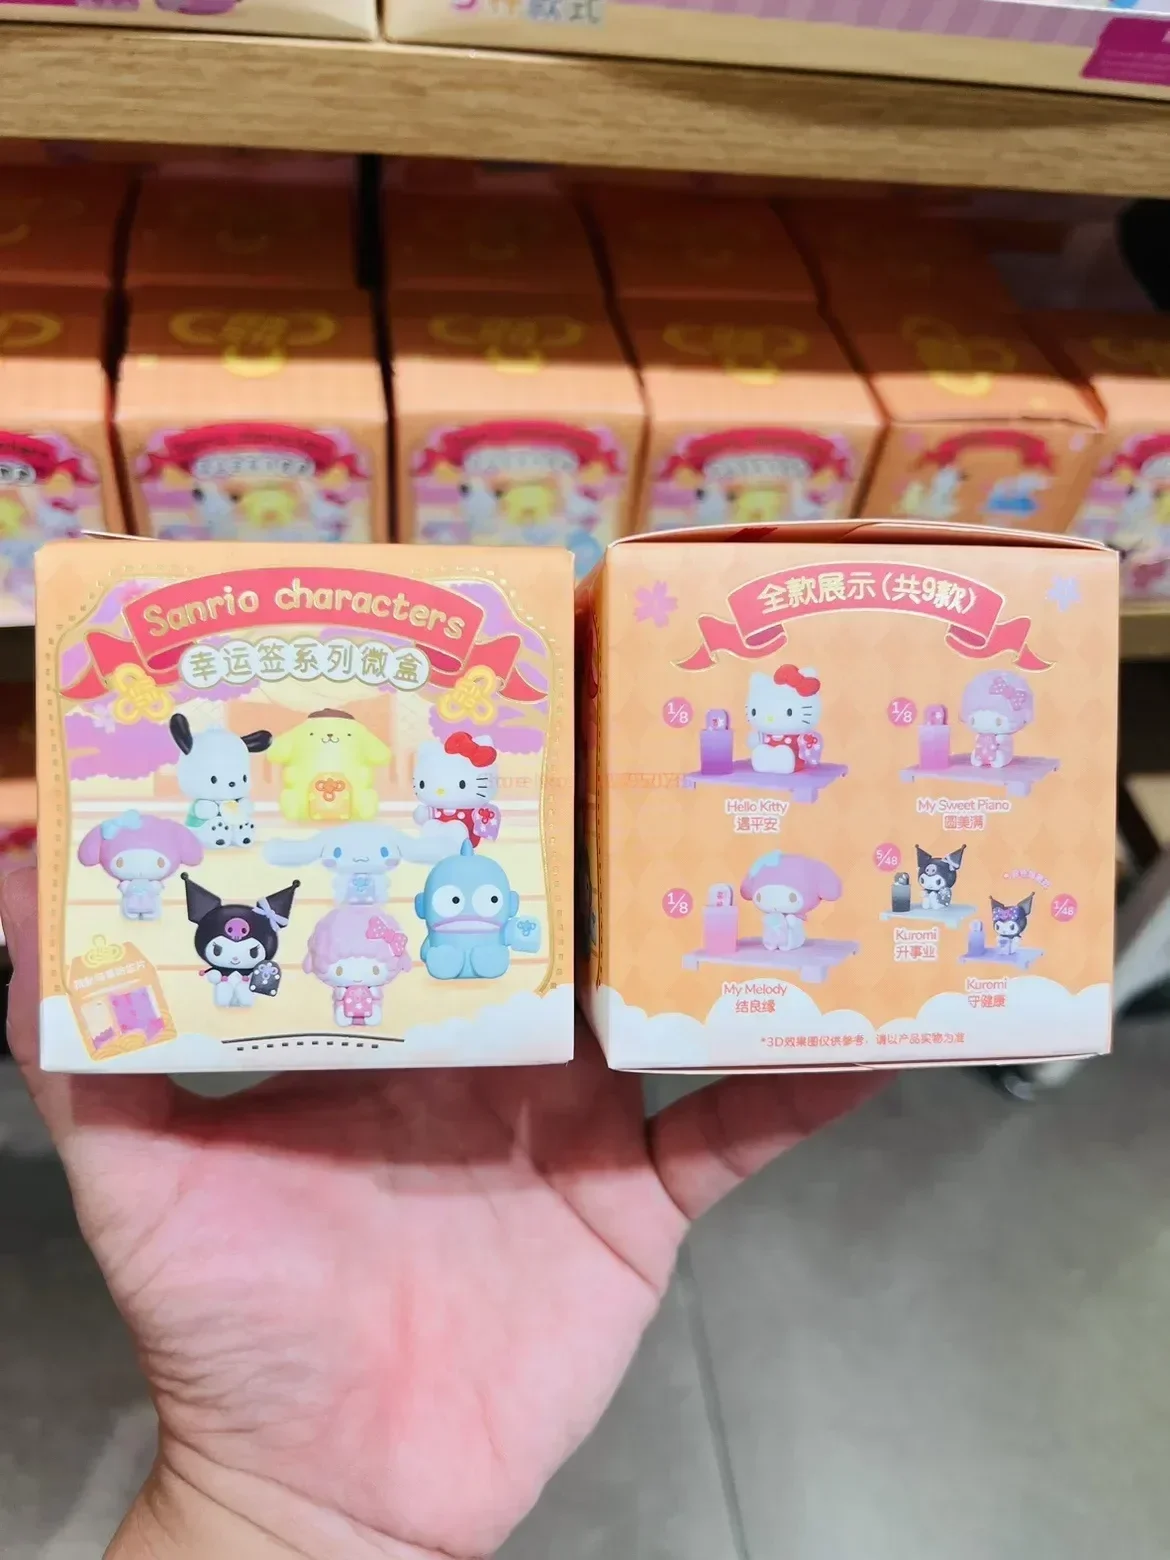 Sanrio characters
幸运签系列微盒
全款展示(共9款)
1/8
1/8
Hello Kitty
遇平安
My Sweet Piano
圆美满
1/8
5/48
1/48
Kuromi
升事业
My Melody
结良缘
Kuromi
守健康
*3D效果图仅供参考，请以产品实物为准